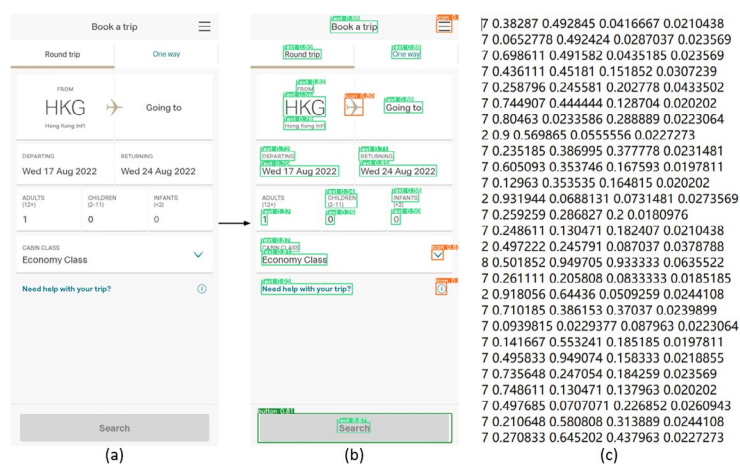 Book a trip
Round trip
One way
FROM
HKG
Going to
Hong Kong Int'l
DEPARTING
RETURNING
Wed 17 Aug 2022
Wed 24 Aug 2022
ADULTS
(12+)
CHILDREN
(2-11)
INFANTS
(<2)
1
0
0
CABIN CLASS
Economy Class
Need help with your trip?
Search
(a)
Book a trip
Round trip
One way
FROM
HKG
Going to
Hong Kong Int'l
DEPARTING
RETURNING
Wed 17 Aug 2022
Wed 24 Aug 2022
ADULTS
(12+)
CHILDREN
(2-11)
INFANTS
(<2)
1
0
0
CABIN CLASS
Economy Class
Need help with your trip?
button 0.81
Search
(b)
7 0.38287 0.492845 0.0416667 0.0210438
7 0.0652778 0.492424 0.0287037 0.023569
7 0.698611 0.491582 0.0435185 0.023569
7 0.436111 0.45181 0.151852 0.0307239
7 0.258796 0.245581 0.202778 0.0433502
7 0.744907 0.444444 0.128704 0.020202
7 0.80463 0.0233586 0.288889 0.0223064
2 0.9 0.569865 0.0555556 0.0227273
7 0.235185 0.386995 0.377778 0.0231481
7 0.605093 0.353746 0.167593 0.0197811
7 0.12963 0.353535 0.164815 0.020202
2 0.931944 0.0688131 0.0731481 0.0273569
7 0.259259 0.286827 0.2 0.0180976
7 0.248611 0.130471 0.182407 0.0210438
2 0.497222 0.245791 0.087037 0.0378788
8 0.501852 0.949705 0.933333 0.0635522
7 0.261111 0.205808 0.0833333 0.0185185
2 0.918056 0.64436 0.0509259 0.0244108
7 0.710185 0.386153 0.37037 0.0239899
7 0.0939815 0.0229377 0.087963 0.0223064
7 0.141667 0.553241 0.185185 0.0197811
7 0.495833 0.949074 0.158333 0.0218855
7 0.735648 0.247054 0.184259 0.023569
7 0.748611 0.130471 0.137963 0.020202
7 0.497685 0.0707071 0.226852 0.0260943
7 0.210648 0.580808 0.313889 0.0244108
7 0.270833 0.645202 0.437963 0.0227273
(c)